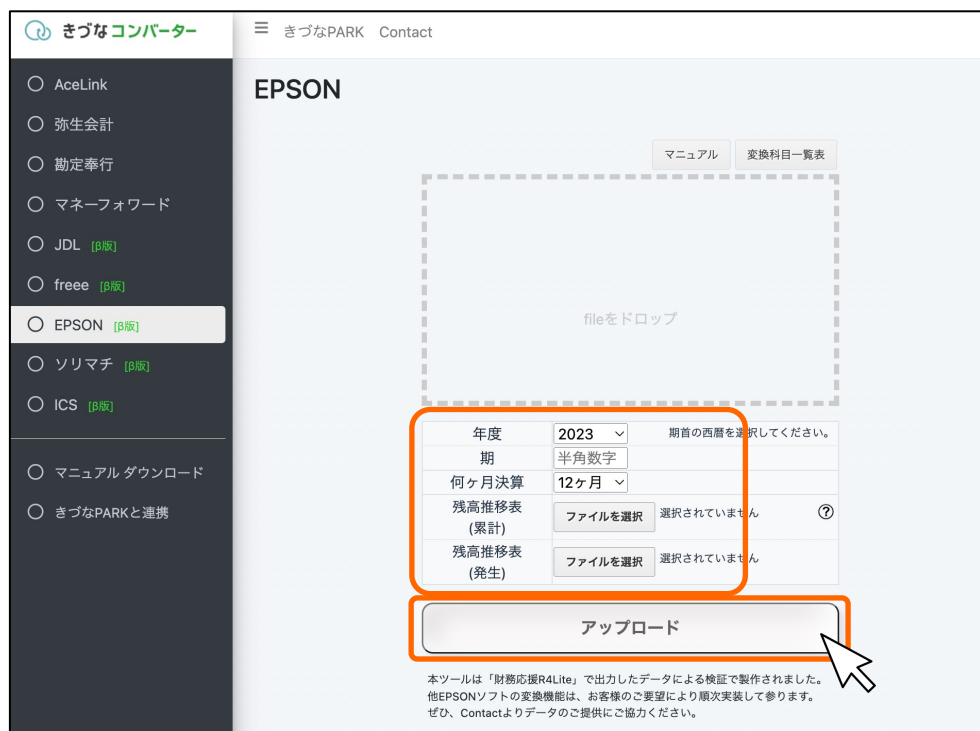 きづなコンバーター
きづなPARK Contact
AceLink
弥生会計
勘定奉行
マネーフォワード
JDL [β版]
freee [β版]
EPSON [β版]
ソリマチ [β版]
ICS [β版]
マニュアル ダウンロード
きづなPARKと連携
EPSON
マニュアル 変換科目一覧表
fileをドロップ
年度 2023 期首の西暦を選択してください。
期 半角数字
何ヶ月決算 12ヶ月
残高推移表
(累計) ファイルを選択 選択されていません ?
残高推移表
(発生) ファイルを選択 選択されていません
アップロード
本ツールは「財務応援R4Lite」で出力したデータによる検証で製作されました。
他EPSONソフトの変換機能は、お客様のご要望により順次実装して参ります。
ぜひ、Contactよりデータのご提供にご協力ください。